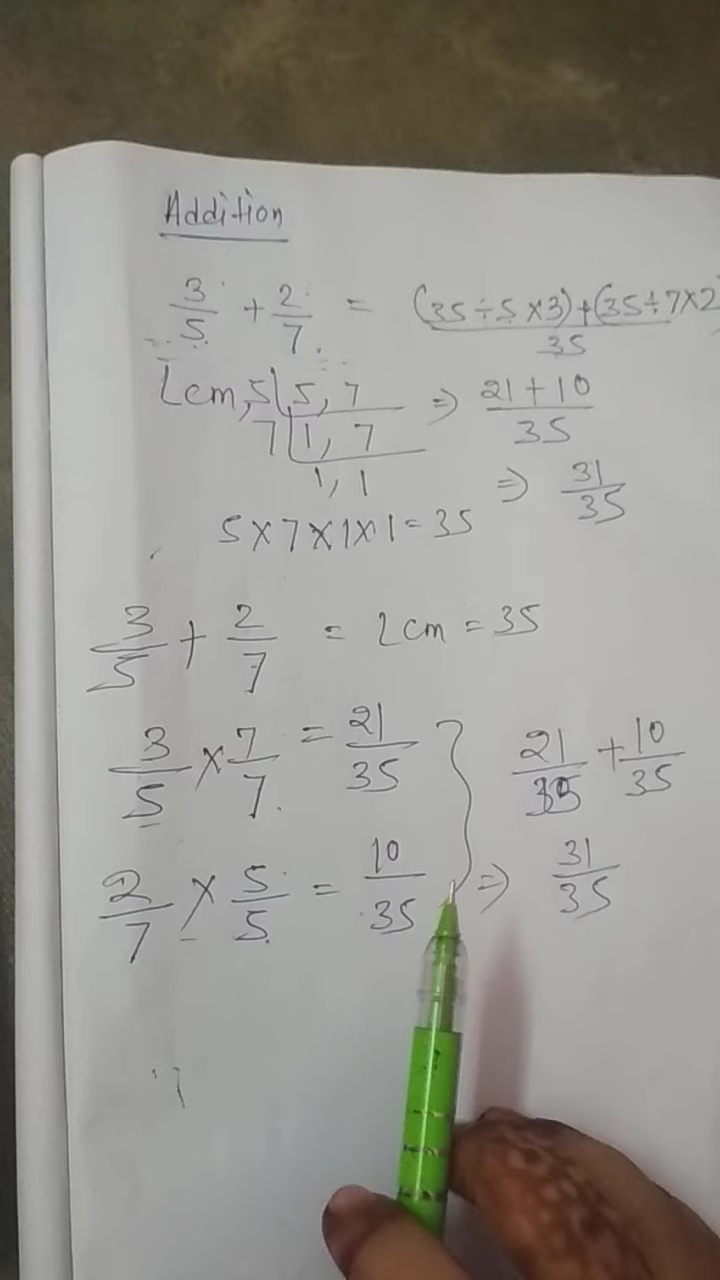 Addition
3/5 + 2/7 = (35÷5×3)+(35÷7×2 / 35
Lcm, 5 | 5, 7 ⇒ 21+10 / 35
7 | 1, 7
1, 1 ⇒ 31/35
5×7×1×1=35
3/5 + 2/7 = Lcm = 35
3/5 × 7/7 = 21/35 } 21/35 + 10/35
2/7 × 5/5 = 10/35 ⇒ 31/35